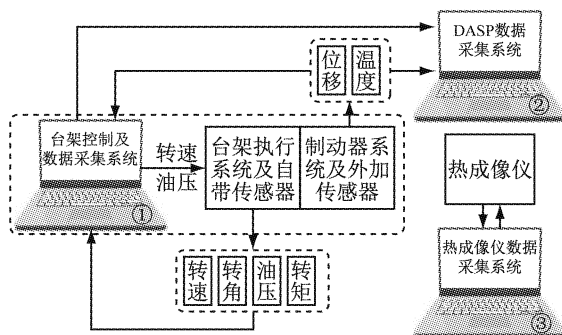 DASP数据
采集系统
②
位移
温度
台架控制及
数据采集系统
①
转速
油压
台架执行
系统及自
带传感器
制动器系
统及外加
传感器
热成像仪
转速
转角
油压
转矩
热成像仪数据
采集系统
③